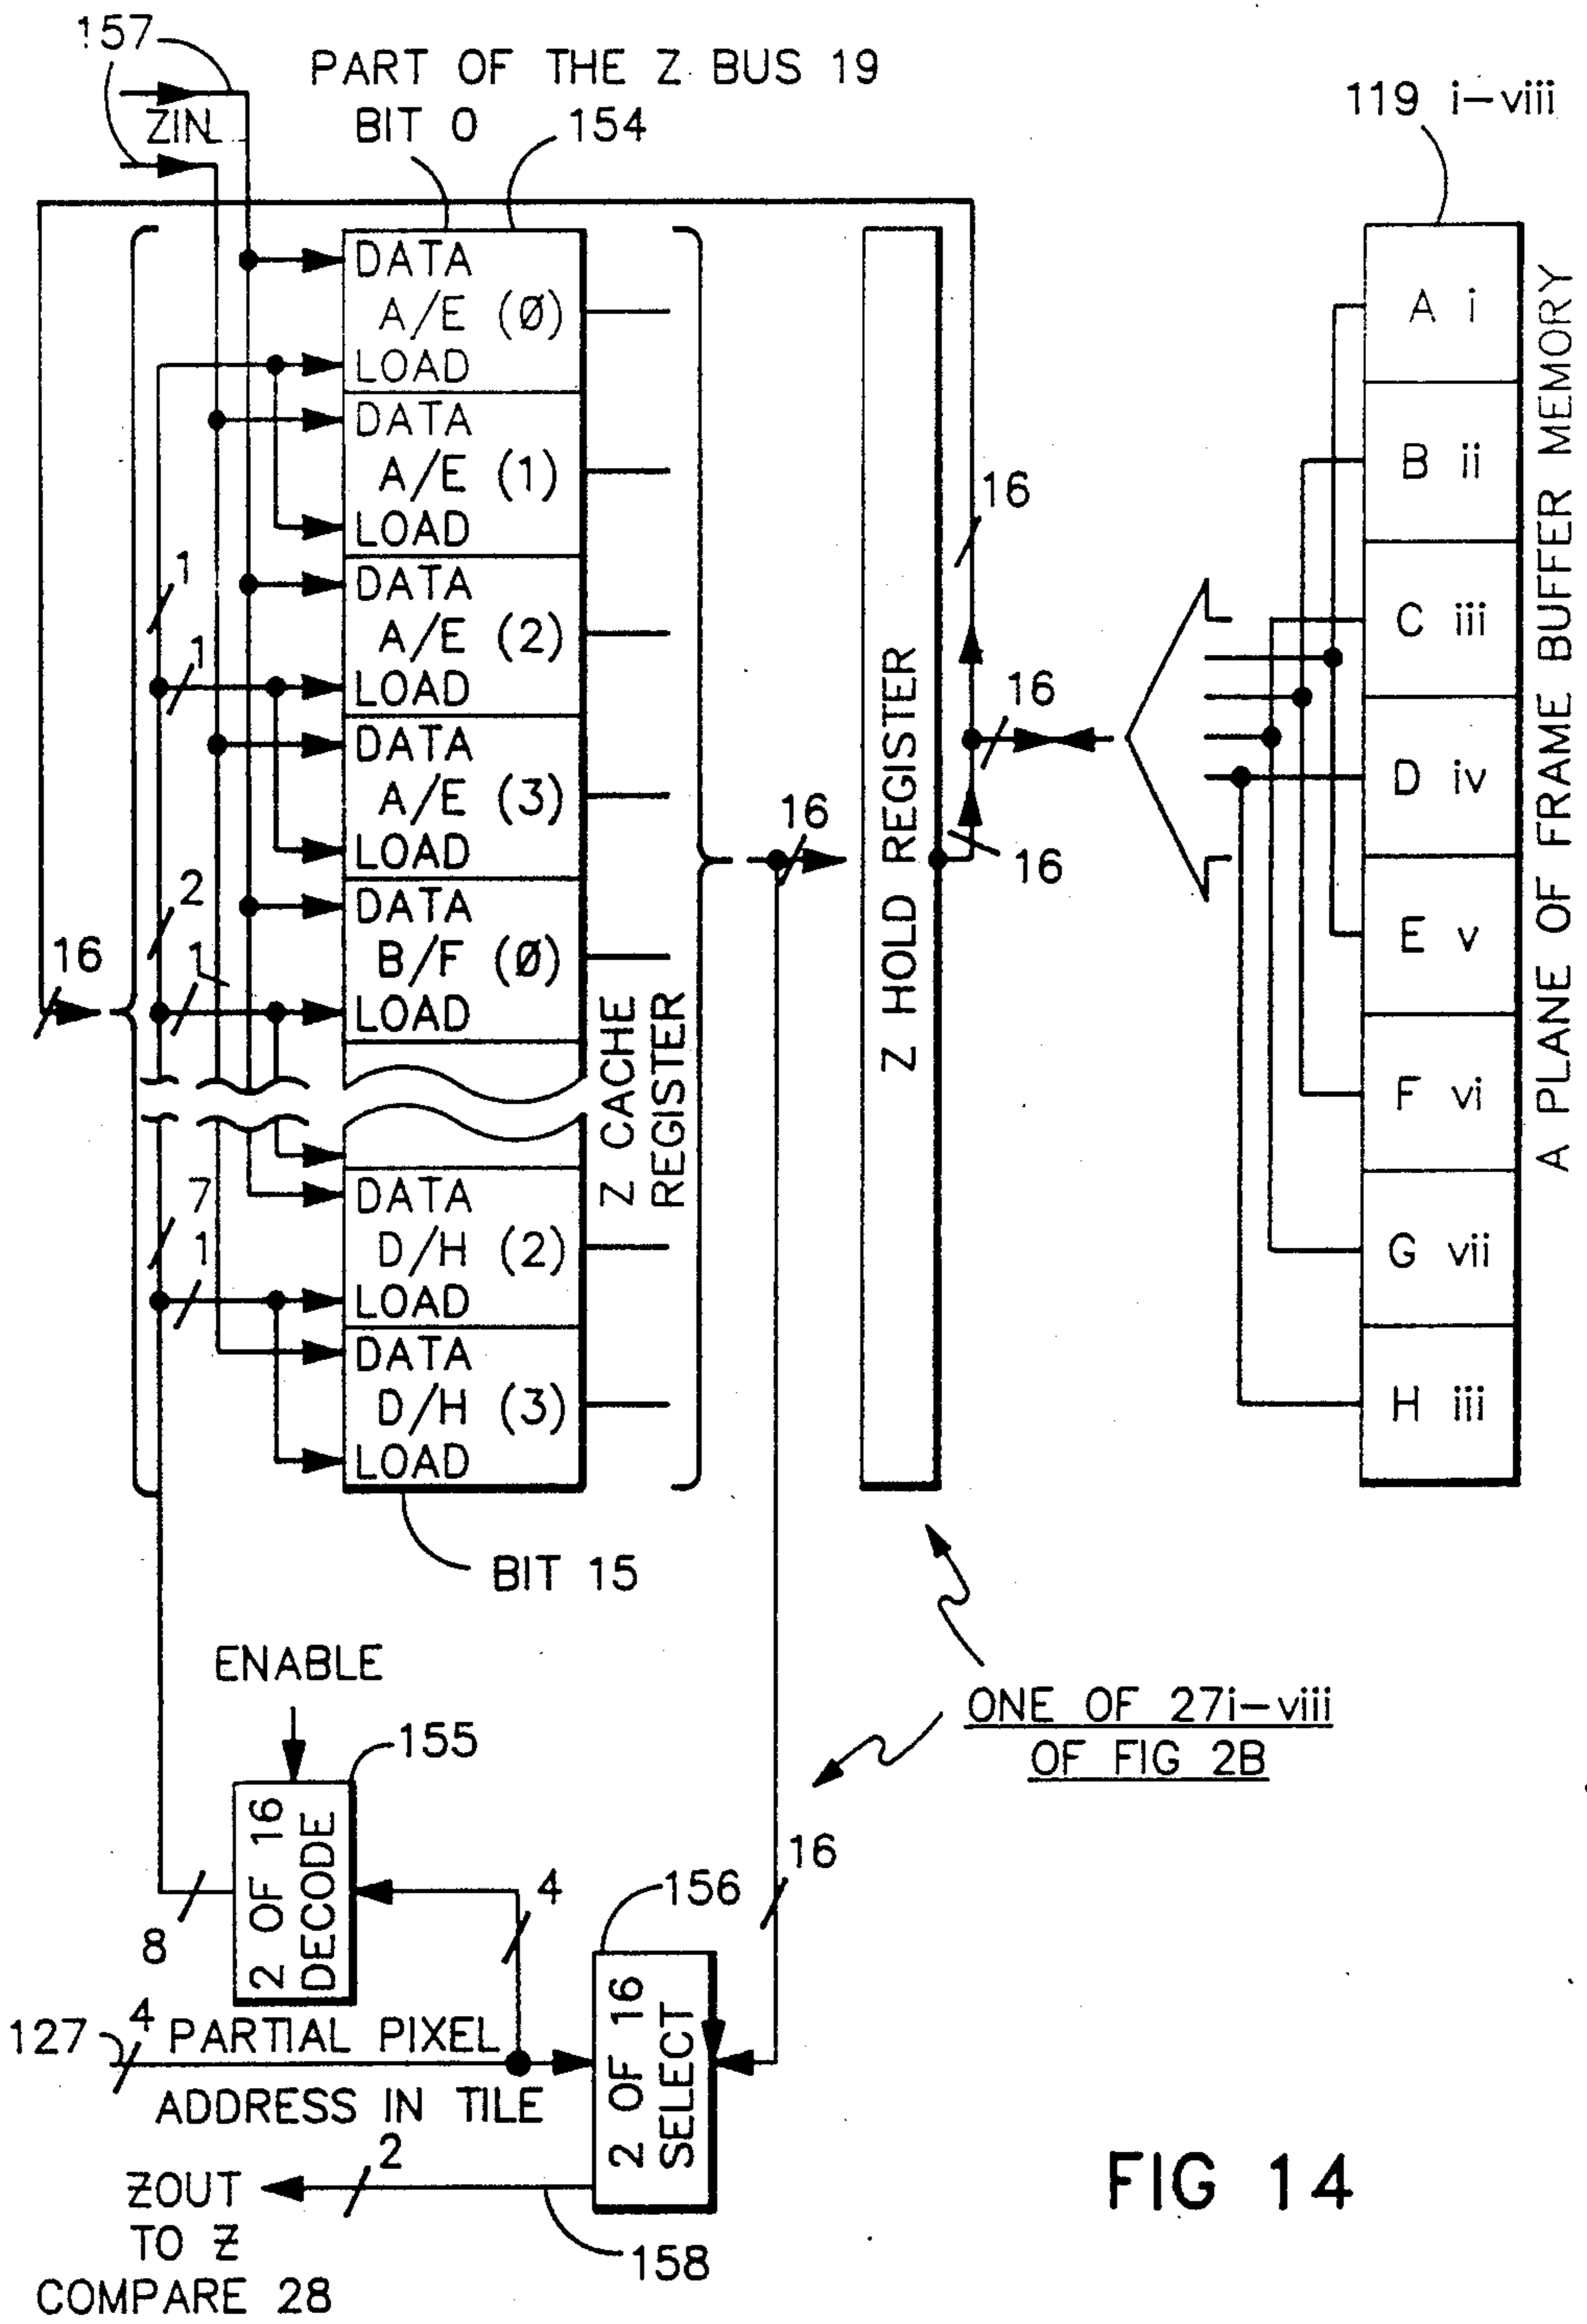 157
PART OF THE Z BUS 19
ZIN
BIT 0
154
119 i-viii
DATA
A/E (Ø)
LOAD
DATA
A/E (1)
LOAD
DATA
A/E (2)
LOAD
DATA
A/E (3)
LOAD
DATA
B/F (Ø)
LOAD
DATA
D/H (2)
LOAD
DATA
D/H (3)
LOAD
1
1
2
1
7
1
16
Z CACHE
REGISTER
16
Z HOLD REGISTER
16
16
16
A i
B ii
C iii
D iv
E v
F vi
G vii
H iii
A PLANE OF FRAME BUFFER MEMORY
BIT 15
ENABLE
155
2 OF 16
DECODE
8
4
156
16
2 OF 16
SELECT
ONE OF 27i-viii
OF FIG 2B
127
4
PARTIAL PIXEL
ADDRESS IN TILE
2
ZOUT
TO Z
COMPARE 28
158
FIG 14